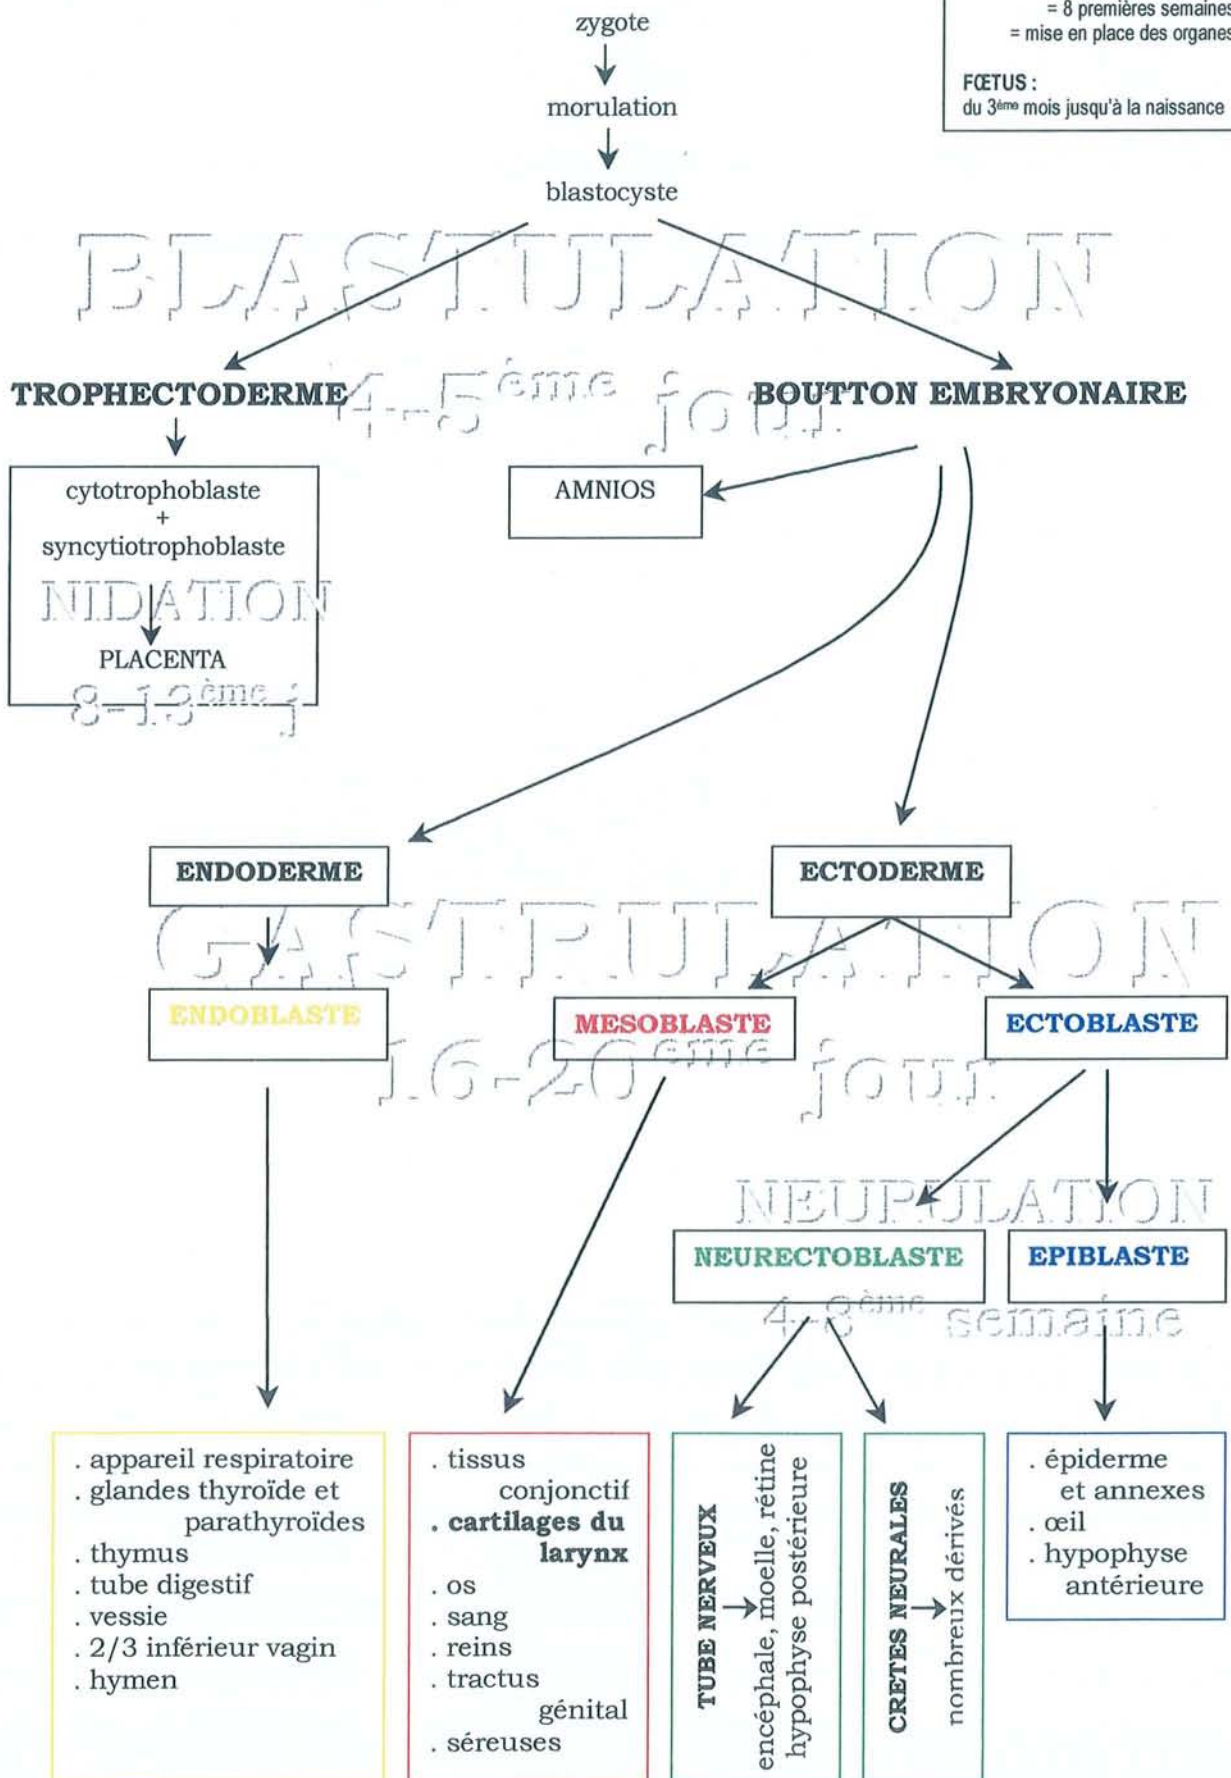 = 8 premières semaines
= mise en place des organes
FŒTUS :
du 3ème mois jusqu'à la naissance
zygote
morulation
blastocyste
BLASTULATION
4-5ème jour
TROPHECTODERME
BOUTTON EMBRYONAIRE
cytotrophoblaste
+
syncytiotrophoblaste
NIDATION
PLACENTA
8-13ème j
AMNIOS
ENDODERME
ECTODERME
GASTRULATION
16-20ème jour
ENDOBLASTE
MESOBLASTE
ECTOBLASTE
NEURULATION
4-8ème semaine
NEURECTOBLASTE
EPIBLASTE
. appareil respiratoire
. glandes thyroïde et
parathyroïdes
. thymus
. tube digestif
. vessie
. 2/3 inférieur vagin
. hymen
. tissus
conjonctif
. cartilages du
larynx
. os
. sang
. reins
. tractus
génital
. séreuses
TUBE NERVEUX
encéphale, moelle, rétine
hypophyse postérieure
CRETES NEURALES
nombreux dérivés
. épiderme
et annexes
. œil
. hypophyse
antérieure